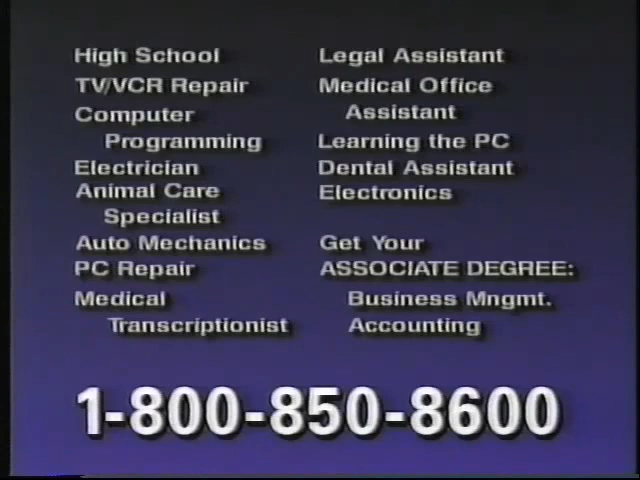 High School
TV/VCR Repair
Computer
Programming
Electrician
Animal Care
Specialist
Auto Mechanics
PC Repair
Medical
Transcriptionist
Legal Assistant
Medical Office
Assistant
Learning the PC
Dental Assistant
Electronics
Get Your
ASSOCIATE DEGREE:
Business Mngmt.
Accounting
1-800-850-8600